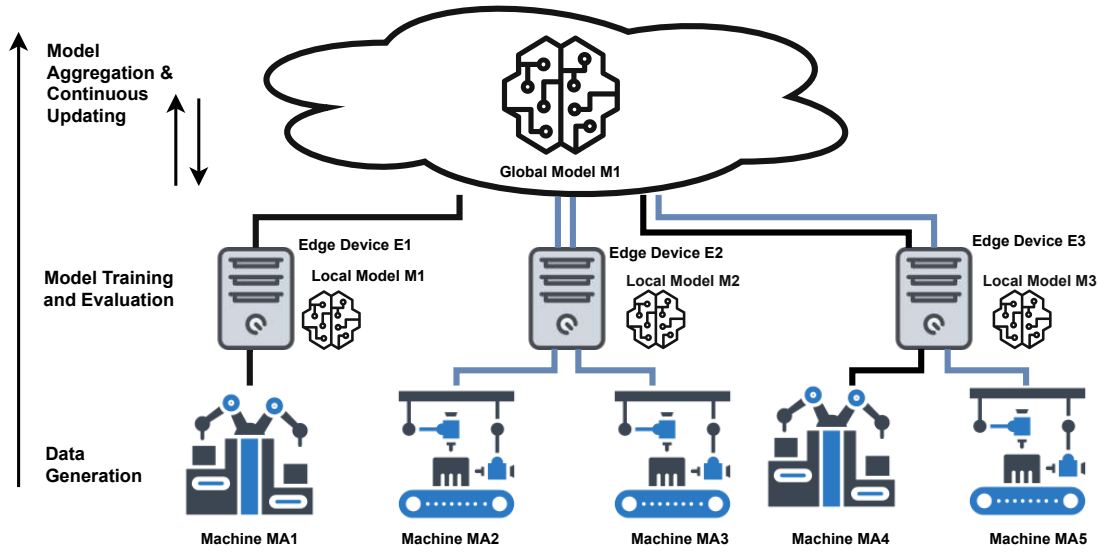 Model
Aggregation &
Continuous
Updating
Global Model M1
Edge Device E1
Local Model M1
Edge Device E2
Local Model M2
Edge Device E3
Local Model M3
Model Training
and Evaluation
Data
Generation
Machine MA1
Machine MA2
Machine MA3
Machine MA4
Machine MA5